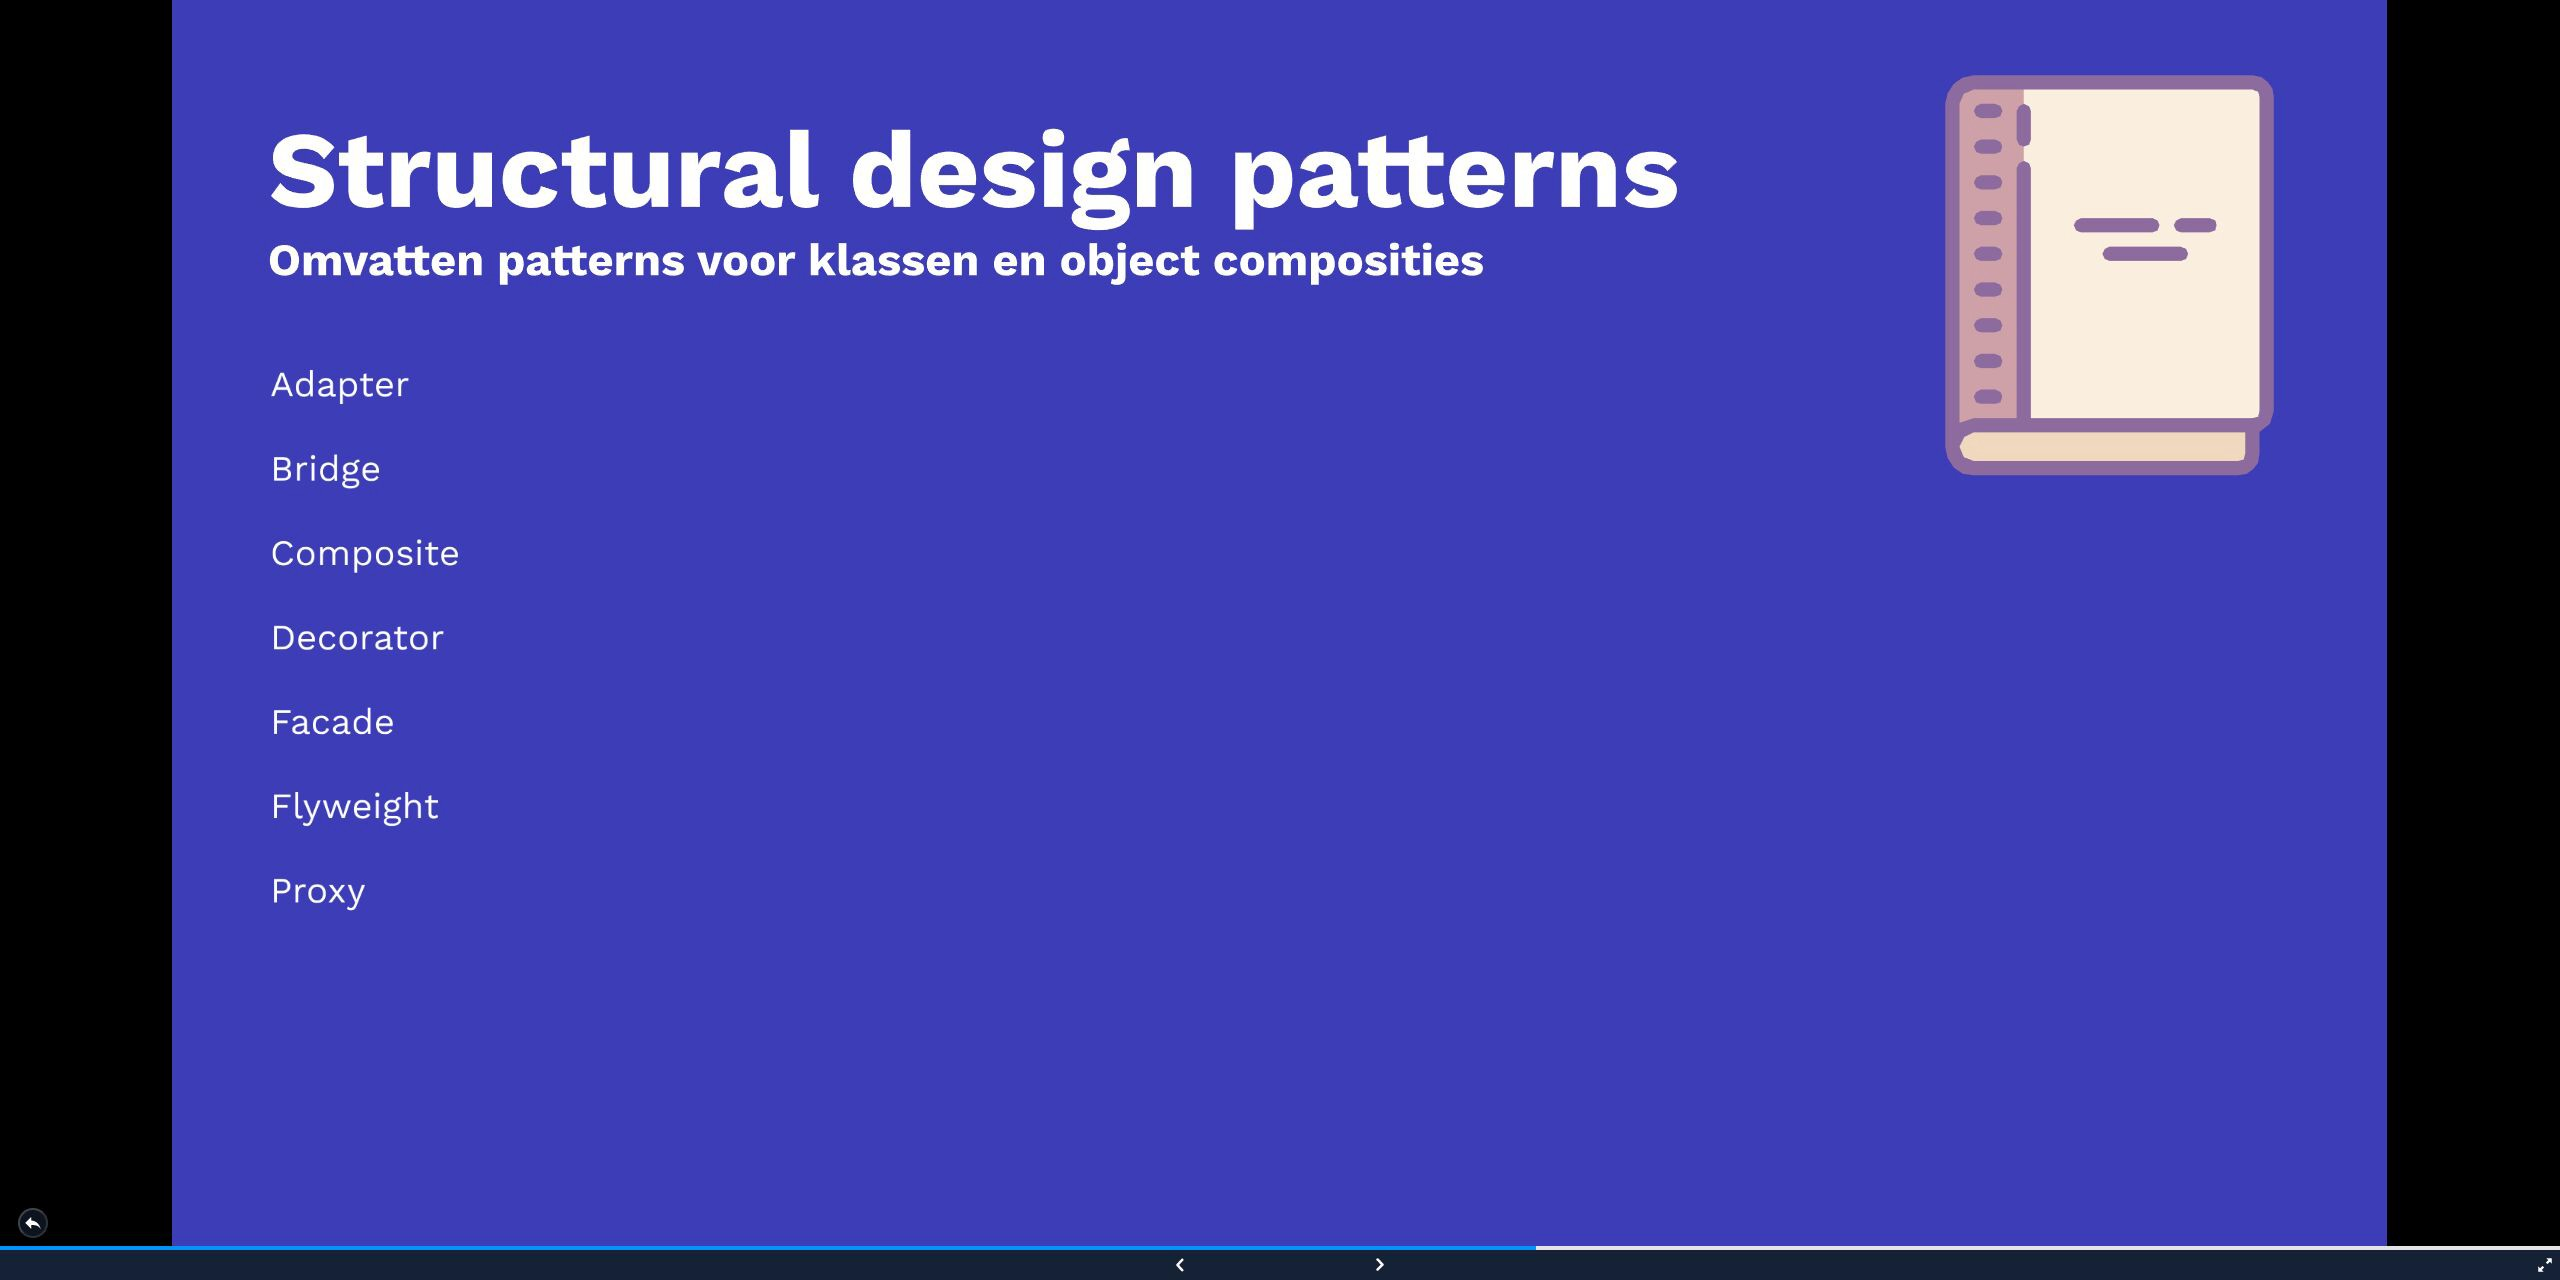 Structural design patterns
Omvatten patterns voor klassen en object composities
Adapter
Bridge
Composite
Decorator
Facade
Flyweight
Proxy